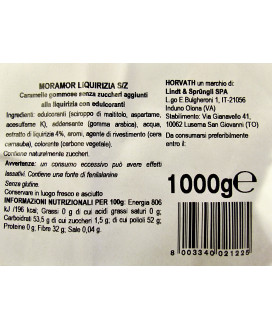 MORAMOR LIQUIRIZIA S/Z
Caramelle gommose senza zuccheri aggiunti
alla liquirizia con edulcoranti
Ingredienti: edulcoranti (sciroppo di maltitolo, aspartame,
acesulfame K), addensante (gomma arabica), acqua,
estratto di liquirizia 4%, aromi, agente di rivestimento (cera
carnauba), colorante (carbone vegetale).
Contiene naturalmente zuccheri.
Avvertenza: un consumo eccessivo può avere effetti
lassativi. Contiene una fonte di fenilalanina
Senza glutine.
Conservare in luogo fresco e asciutto
INFORMAZIONI NUTRIZIONALI PER 100g: Energia 806
kJ /196 kcal; Grassi 0 g di cui acidi grassi saturi 0 g;
Carboidrati 53,5 g di cui zuccheri 1,5 g; di cui polioli 52 g;
Proteine 0 g; Fibre 32 g; Sale 0,04 g.
HORVATH un marchio di:
Lindt & Sprüngli SPA
L.go E Bulgheroni 1, IT-21056
Induno Olona (VA)
Stabilimento: Via Gianavello 41,
10062 Luserna San Giovanni (TO)
Da consumarsi preferibilmente
entro il:
1000g℮
8 003340 021225